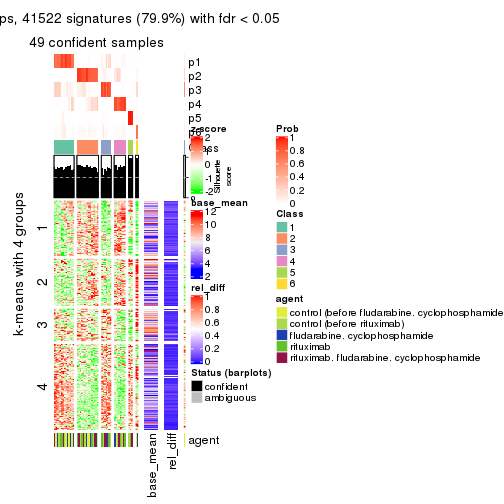 ps, 41522 signatures (79.9%) with fdr < 0.05
49 confident samples
p1
p2
p3
p4
p5
p6
Class
z-score
2
1
0
-1
-2
Silhouette
score
base_mean
12
10
8
6
4
2
rel_diff
1
0.8
0.6
0.4
0.2
0
Status (barplots)
confident
ambiguous
Prob
1
0.8
0.6
0.4
0.2
0
Class
1
2
3
4
5
6
agent
control (before fludarabine, cyclophosphamide
control (before rituximab)
fludarabine, cyclophosphamide
rituximab
rituximab, fludarabine, cyclophosphamide
k-means with 4 groups
1
2
3
4
agent
base_mean
rel_diff